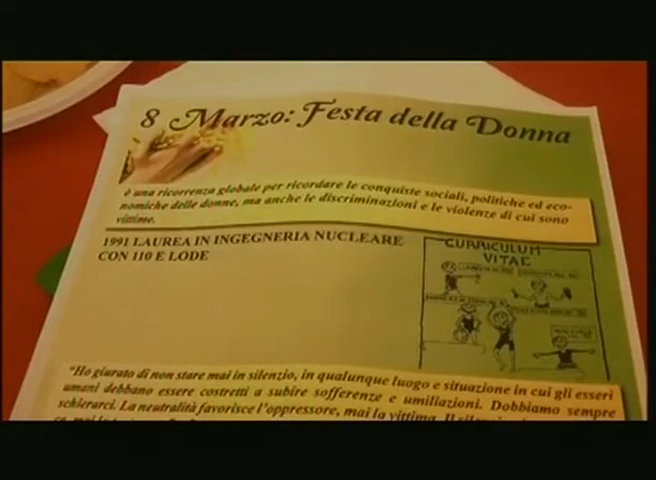 8 Marzo: Festa della Donna
è una ricorrenza globale per ricordare le conquiste sociali, politiche ed eco-
nomiche delle donne, ma anche le discriminazioni e le violenze di cui sono
vittime.
1991 LAUREA IN INGEGNERIA NUCLEARE
CON 110 E LODE
CURRICULUM
VITAE
"Ho giurato di non stare mai in silenzio, in qualunque luogo e situazione in cui gli esseri
umani debbano essere costretti a subire sofferenze e umiliazioni. Dobbiamo sempre
schierarci. La neutralità favorisce l'oppressore, mai la vittima. Il